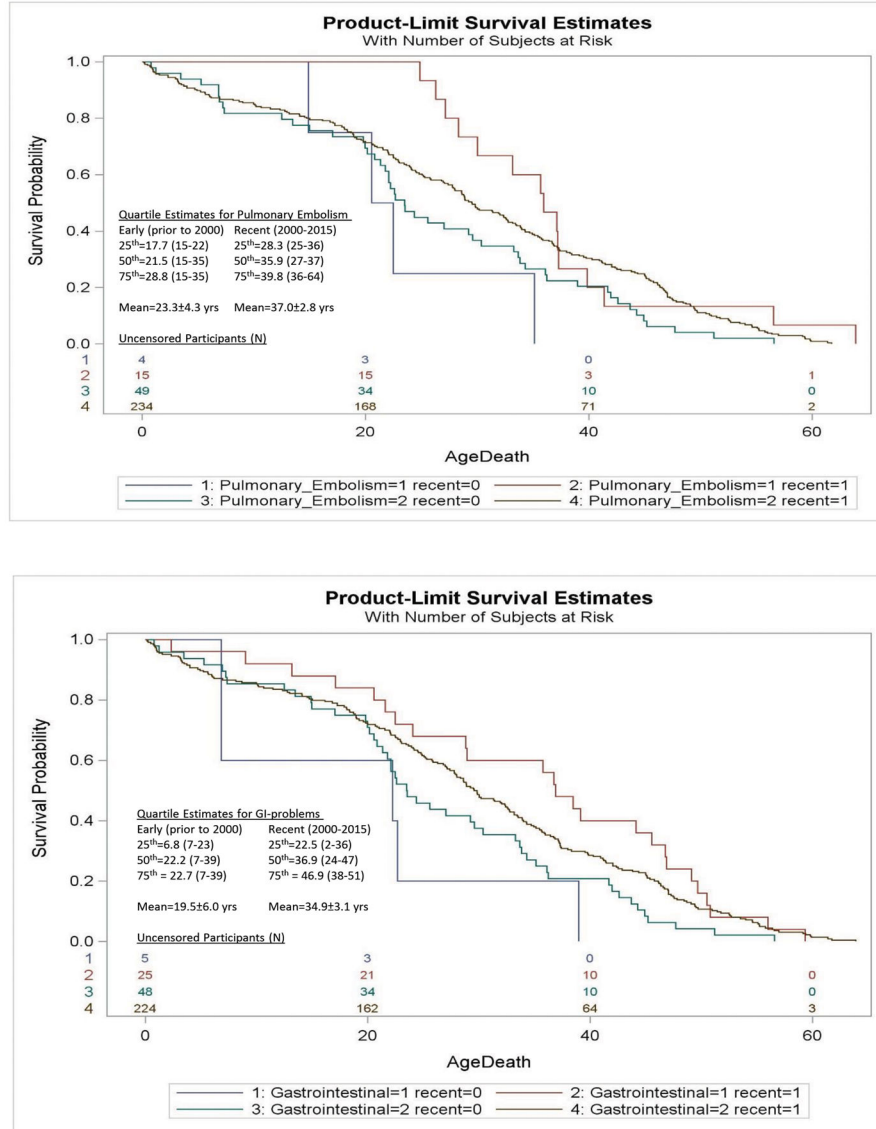 Product-Limit Survival Estimates
With Number of Subjects at Risk
1.0
0.8
0.6
0.4
0.2
0.0
Survival Probability
Quartile Estimates for Pulmonary Embolism
Early (prior to 2000) Recent (2000-2015)
25th=17.7 (15-22) 25th=28.3 (25-36)
50th=21.5 (15-35) 50th=35.9 (27-37)
75th=28.8 (15-35) 75th=39.8 (36-64)
Mean=23.3±4.3 yrs Mean=37.0±2.8 yrs
Uncensored Participants (N)
1 4 3 0
2 15 15 3 1
3 49 34 10 0
4 234 168 71 2
0 20 40 60
AgeDeath
1: Pulmonary_Embolism=1 recent=0 2: Pulmonary_Embolism=1 recent=1
3: Pulmonary_Embolism=2 recent=0 4: Pulmonary_Embolism=2 recent=1
Product-Limit Survival Estimates
With Number of Subjects at Risk
1.0
0.8
0.6
0.4
0.2
0.0
Survival Probability
Quartile Estimates for GI-problems
Early (prior to 2000) Recent (2000-2015)
25th=6.8 (7-23) 25th=22.5 (2-36)
50th=22.2 (7-39) 50th=36.9 (24-47)
75th = 22.7 (7-39) 75th = 46.9 (38-51)
Mean=19.5±6.0 yrs Mean=34.9±3.1 yrs
Uncensored Participants (N)
1 5 3 0
2 25 21 10 0
3 48 34 10 0
4 224 162 64 3
0 20 40 60
AgeDeath
1: Gastrointestinal=1 recent=0 2: Gastrointestinal=1 recent=1
3: Gastrointestinal=2 recent=0 4: Gastrointestinal=2 recent=1